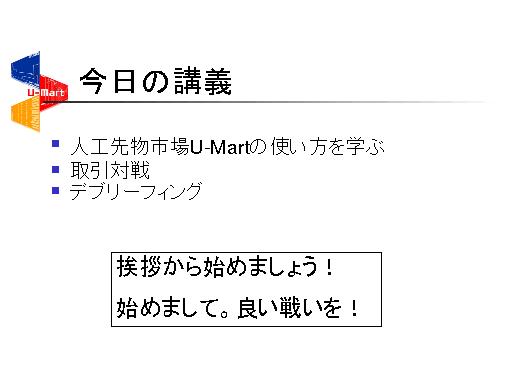 U-Mart
今日の講義
人工先物市場U-Martの使い方を学ぶ
取引対戦
デブリーフィング
挨拶から始めましょう！
始めまして。良い戦いを！